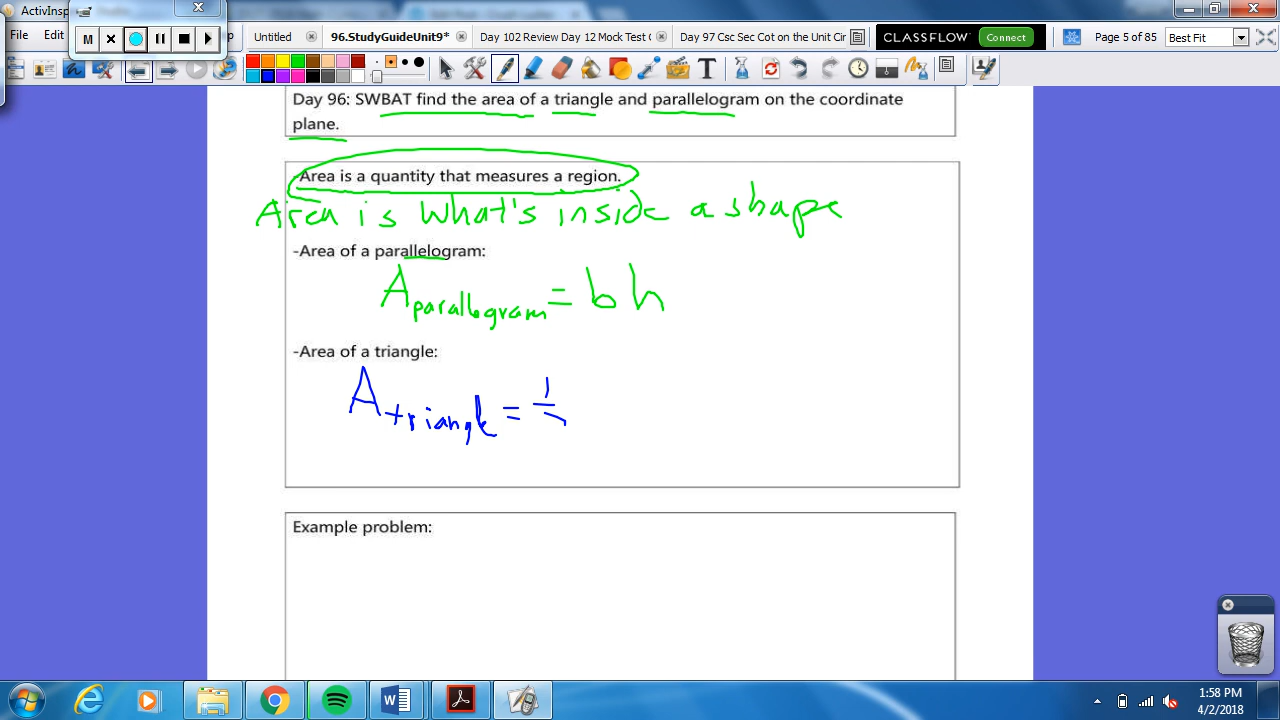 ActivInsp
File Edit
M
Untitled 96.StudyGuideUnit9* Day 102 Review Day 12 Mock Test ( Day 97 Csc Sec Cot on the Unit Cir CLASSFLOW Connect Page 5 of 85 Best Fit
Day 96: SWBAT find the area of a triangle and parallelogram on the coordinate
plane.
-Area is a quantity that measures a region.
Area is What's inside a shape
-Area of a parallelogram:
A parallogram = bh
-Area of a triangle:
A triangle = 1
Example problem:
1:58 PM
4/2/2018